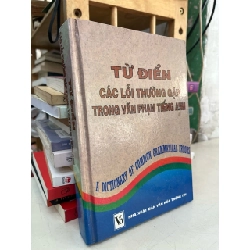 TỪ ĐIỂN
CÁC LỖI THƯỜNG GẶP
TRONG VĂN PHẠM TIẾNG ANH
A DICTIONARY OF COMMON GRAMMATICAL ERRORS